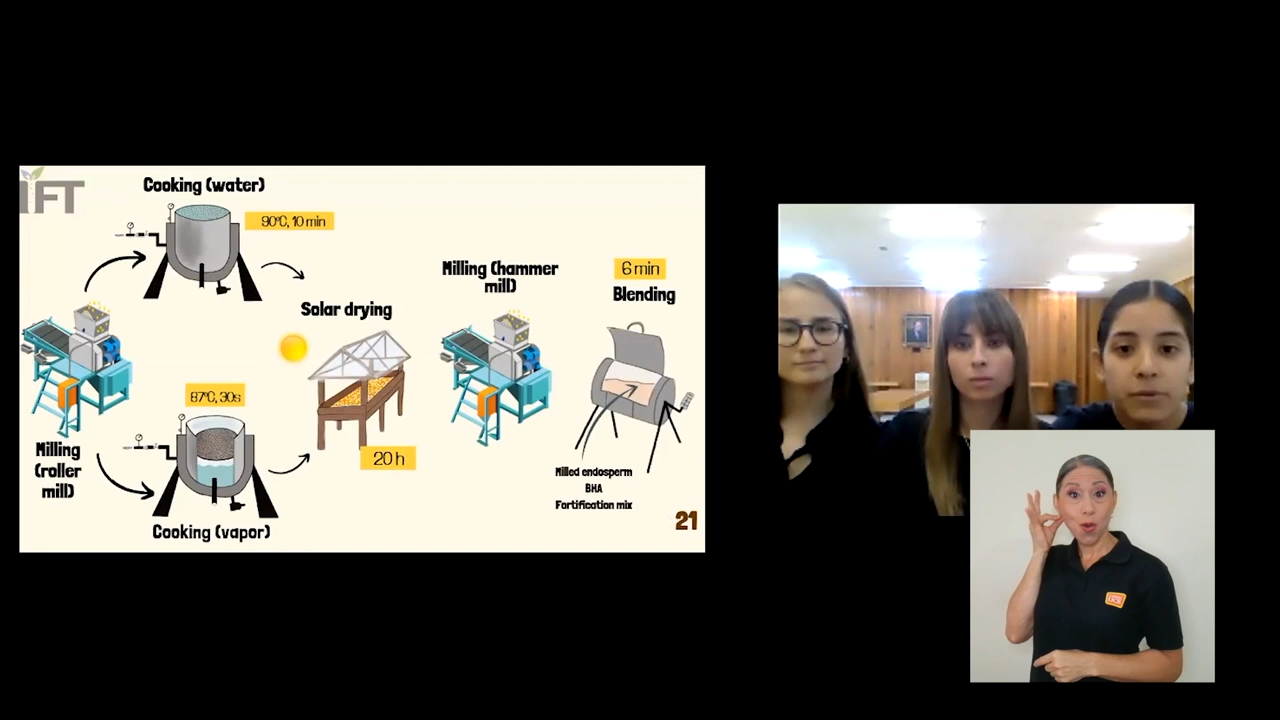 IFT
Cooking (water)
90°C, 10 min
Milling (hammer
mill)
6 min
Blending
Solar drying
87°C, 30s
Milling
(roller
mill)
20 h
Milled endosperm
BHA
Fortification mix
Cooking (vapor)
21